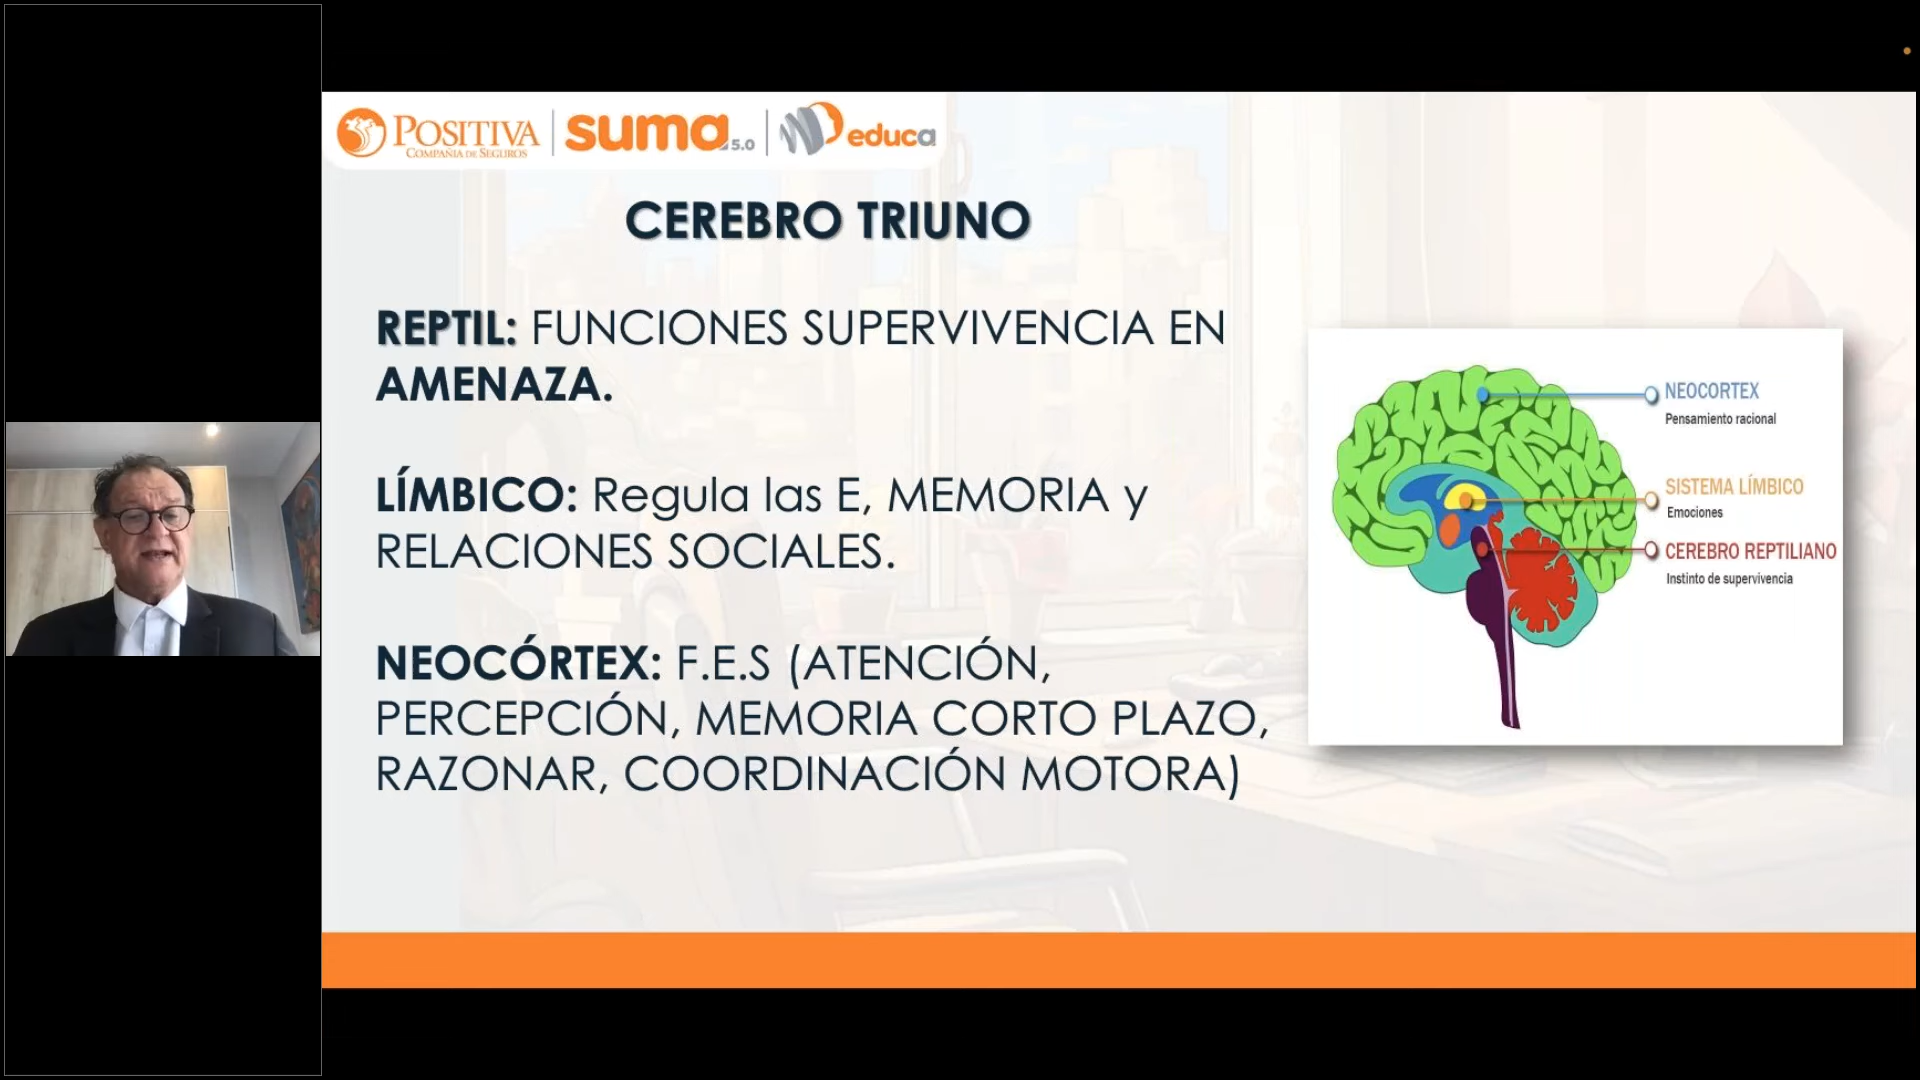 POSITIVA
COMPAÑÍA DE SEGUROS
suma 5.0
educa
CEREBRO TRIUNO
REPTIL: FUNCIONES SUPERVIVENCIA EN
AMENAZA.
LÍMBICO: Regula las E, MEMORIA y
RELACIONES SOCIALES.
NEOCÓRTEX: F.E.S (ATENCIÓN,
PERCEPCIÓN, MEMORIA CORTO PLAZO,
RAZONAR, COORDINACIÓN MOTORA)
NEOCORTEX
Pensamiento racional
SISTEMA LÍMBICO
Emociones
CEREBRO REPTILIANO
Instinto de supervivencia